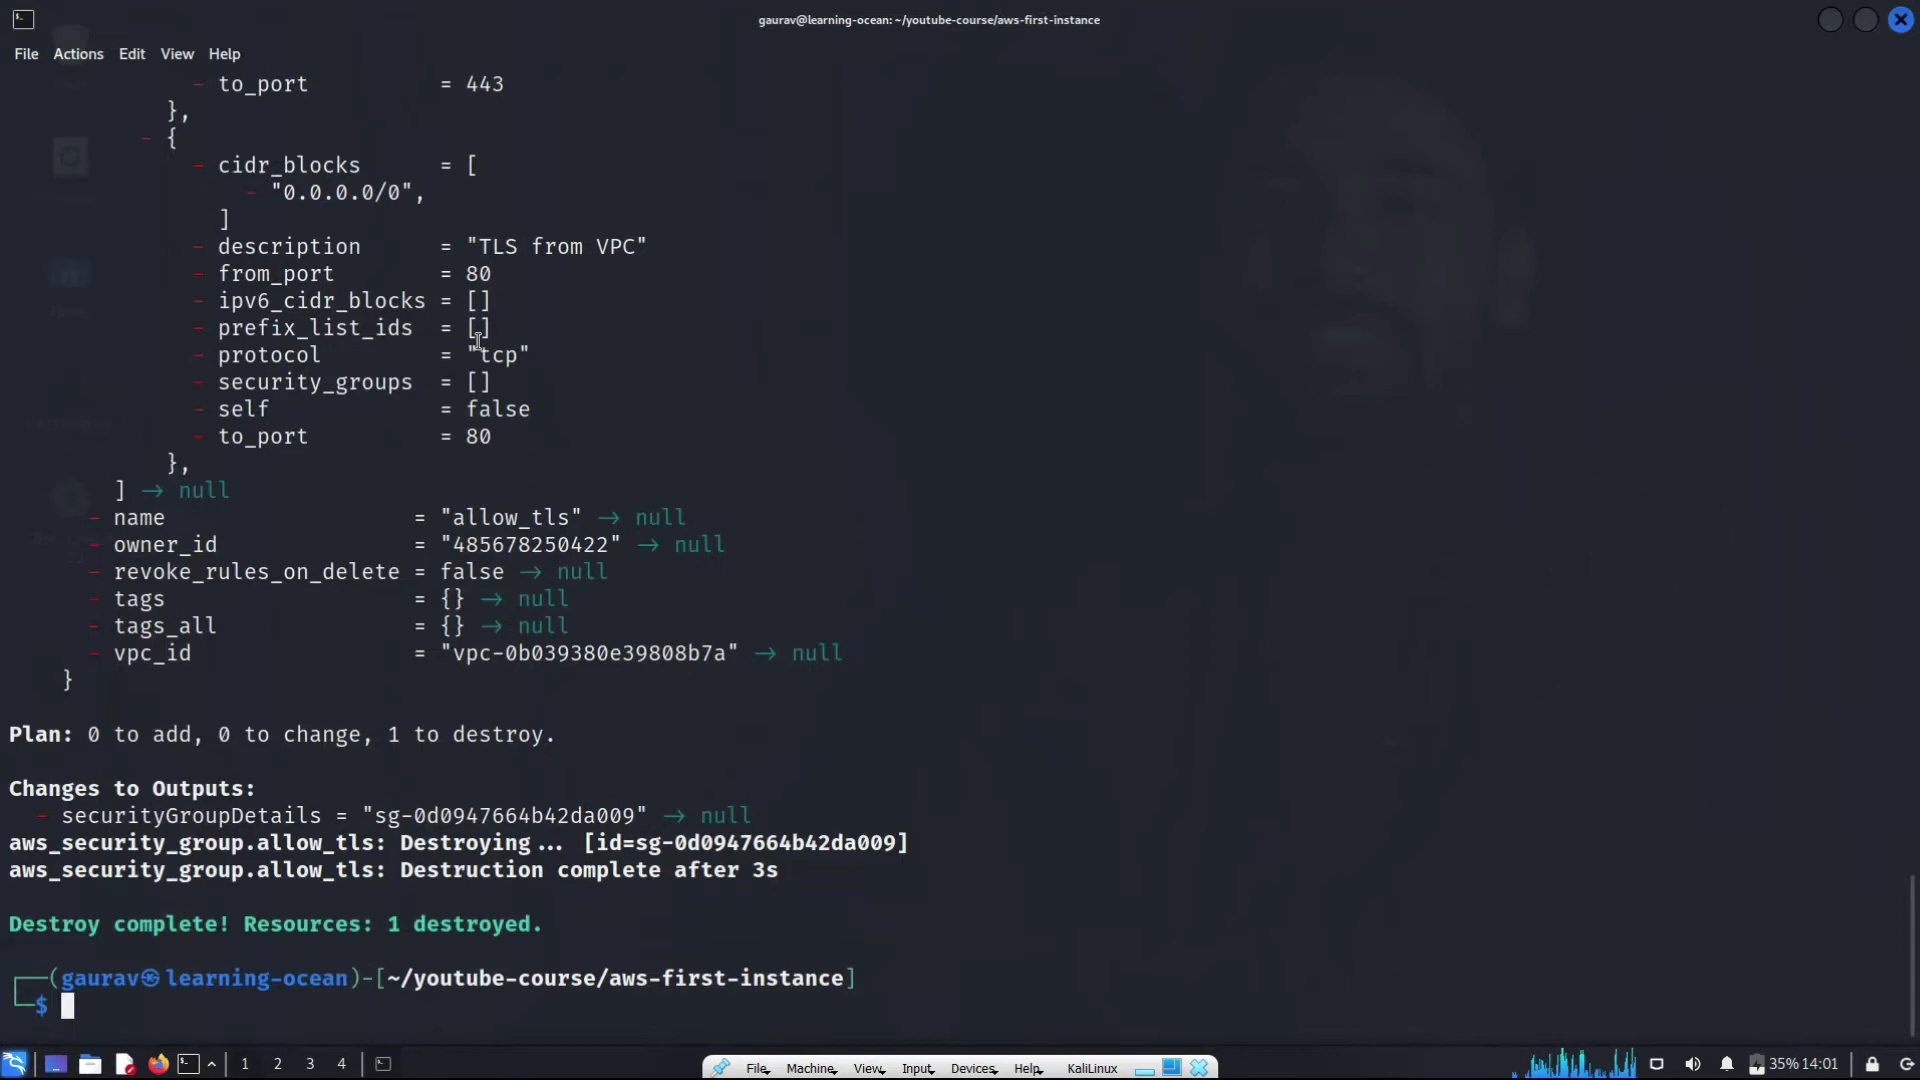 gaurav@learning-ocean: ~/youtube-course/aws-first-instance
File Actions Edit View Help
- to_port = 443
},
- {
- cidr_blocks = [
- "0.0.0.0/0",
]
- description = "TLS from VPC"
- from_port = 80
- ipv6_cidr_blocks = []
- prefix_list_ids = []
- protocol = "tcp"
- security_groups = []
- self = false
- to_port = 80
},
] → null
- name = "allow_tls" → null
- owner_id = "485678250422" → null
- revoke_rules_on_delete = false → null
- tags = {} → null
- tags_all = {} → null
- vpc_id = "vpc-0b039380e39808b7a" → null
}
Plan: 0 to add, 0 to change, 1 to destroy.
Changes to Outputs:
- securityGroupDetails = "sg-0d0947664b42da009" → null
aws_security_group.allow_tls: Destroying... [id=sg-0d0947664b42da009]
aws_security_group.allow_tls: Destruction complete after 3s
Destroy complete! Resources: 1 destroyed.
┌──(gaurav㉿learning-ocean)-[~/youtube-course/aws-first-instance]
└─$
1 2 3 4
File Machine View Input Devices Help KaliLinux
35% 14:01